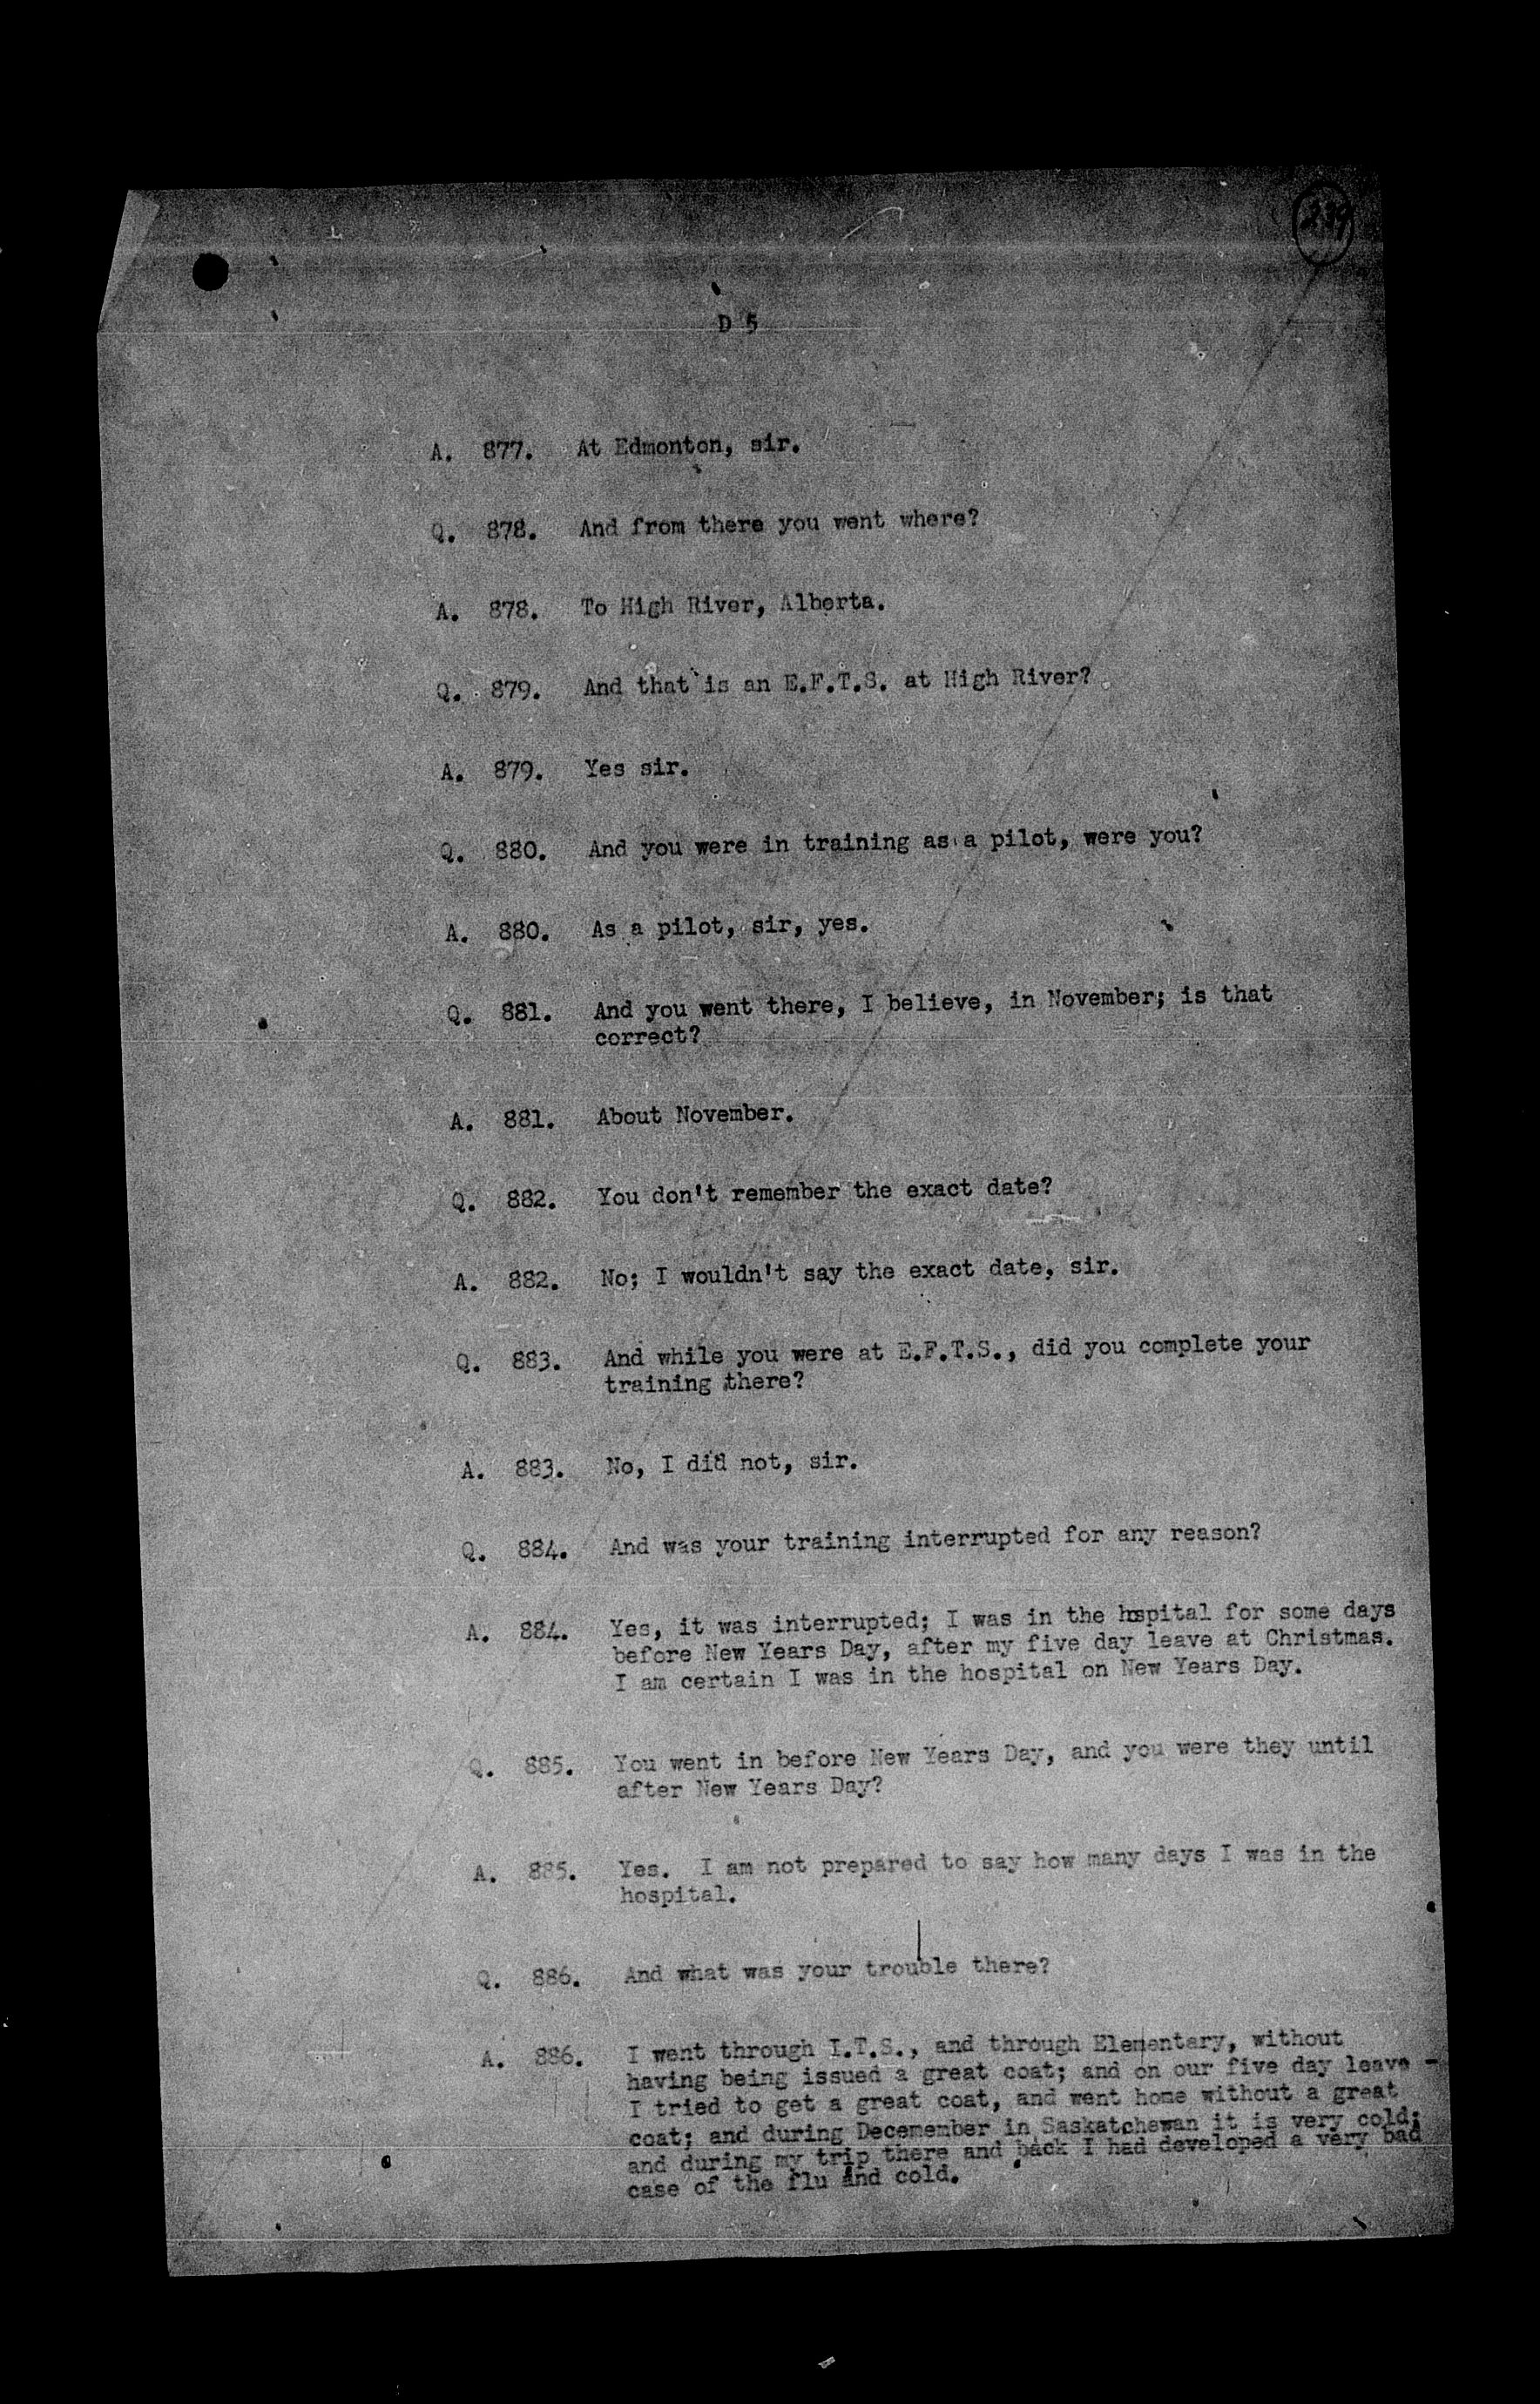 239
D 5
A. 877. At Edmonton, sir.
Q. 878. And from there you went where?
A. 878. To High River, Alberta.
Q. 879. And that is an E.F.T.S. at High River?
A. 879. Yes sir.
Q. 880. And you were in training as a pilot, were you?
A. 880. As a pilot, sir, yes.
Q. 881. And you went there, I believe, in November; is that
correct?
A. 881. About November.
Q. 882. You don't remember the exact date?
A. 882. No; I wouldn't say the exact date, sir.
Q. 883. And while you were at E.F.T.S., did you complete your
training there?
A. 883. No, I did not, sir.
Q. 884. And was your training interrupted for any reason?
A. 884. Yes, it was interrupted; I was in the hspital for some days
before New Years Day, after my five day leave at Christmas.
I am certain I was in the hospital on New Years Day.
Q. 885. You went in before New Years Day, and you were they until
after New Years Day?
A. 885. Yes. I am not prepared to say how many days I was in the
hospital.
Q. 886. And what was your trouble there?
A. 886. I went through I.T.S., and through Elementary, without
having being issued a great coat; and on our five day leave -
I tried to get a great coat, and went home without a great
coat; and during Decemember in Saskatchewan it is very cold;
and during my trip there and back I had developed a very bad
case of the flu and cold.